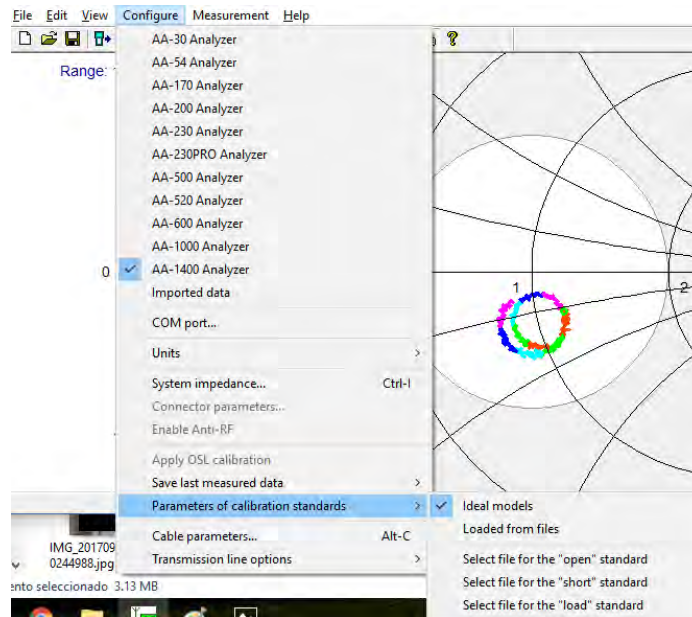 File Edit View Configure Measurement Help
Range:
AA-30 Analyzer
AA-54 Analyzer
AA-170 Analyzer
AA-200 Analyzer
AA-230 Analyzer
AA-230PRO Analyzer
AA-500 Analyzer
AA-520 Analyzer
AA-600 Analyzer
AA-1000 Analyzer
0
AA-1400 Analyzer
1
2
Imported data
COM port...
Units
System impedance... Ctrl-I
Connector parameters...
Enable Anti-RF
Apply OSL calibration
Save last measured data
Parameters of calibration standards
Ideal models
Loaded from files
Cable parameters... Alt-C
Transmission line options
Select file for the "open" standard
Select file for the "short" standard
Select file for the "load" standard
IMG_201709
0244988.jpg
ento seleccionado 3.13 MB